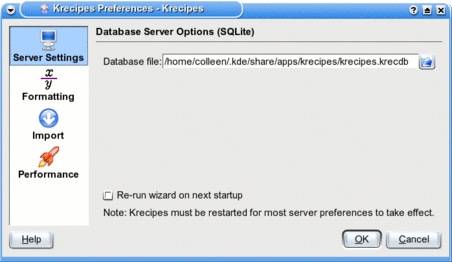 Krecipes Preferences - Krecipes
Server Settings
Formatting
Import
Performance
Database Server Options (SQLite)
Database file: /home/colleen/.kde/share/apps/krecipes/krecipes.krecdb
Re-run wizard on next startup
Note: Krecipes must be restarted for most server preferences to take effect.
Help
OK
Cancel